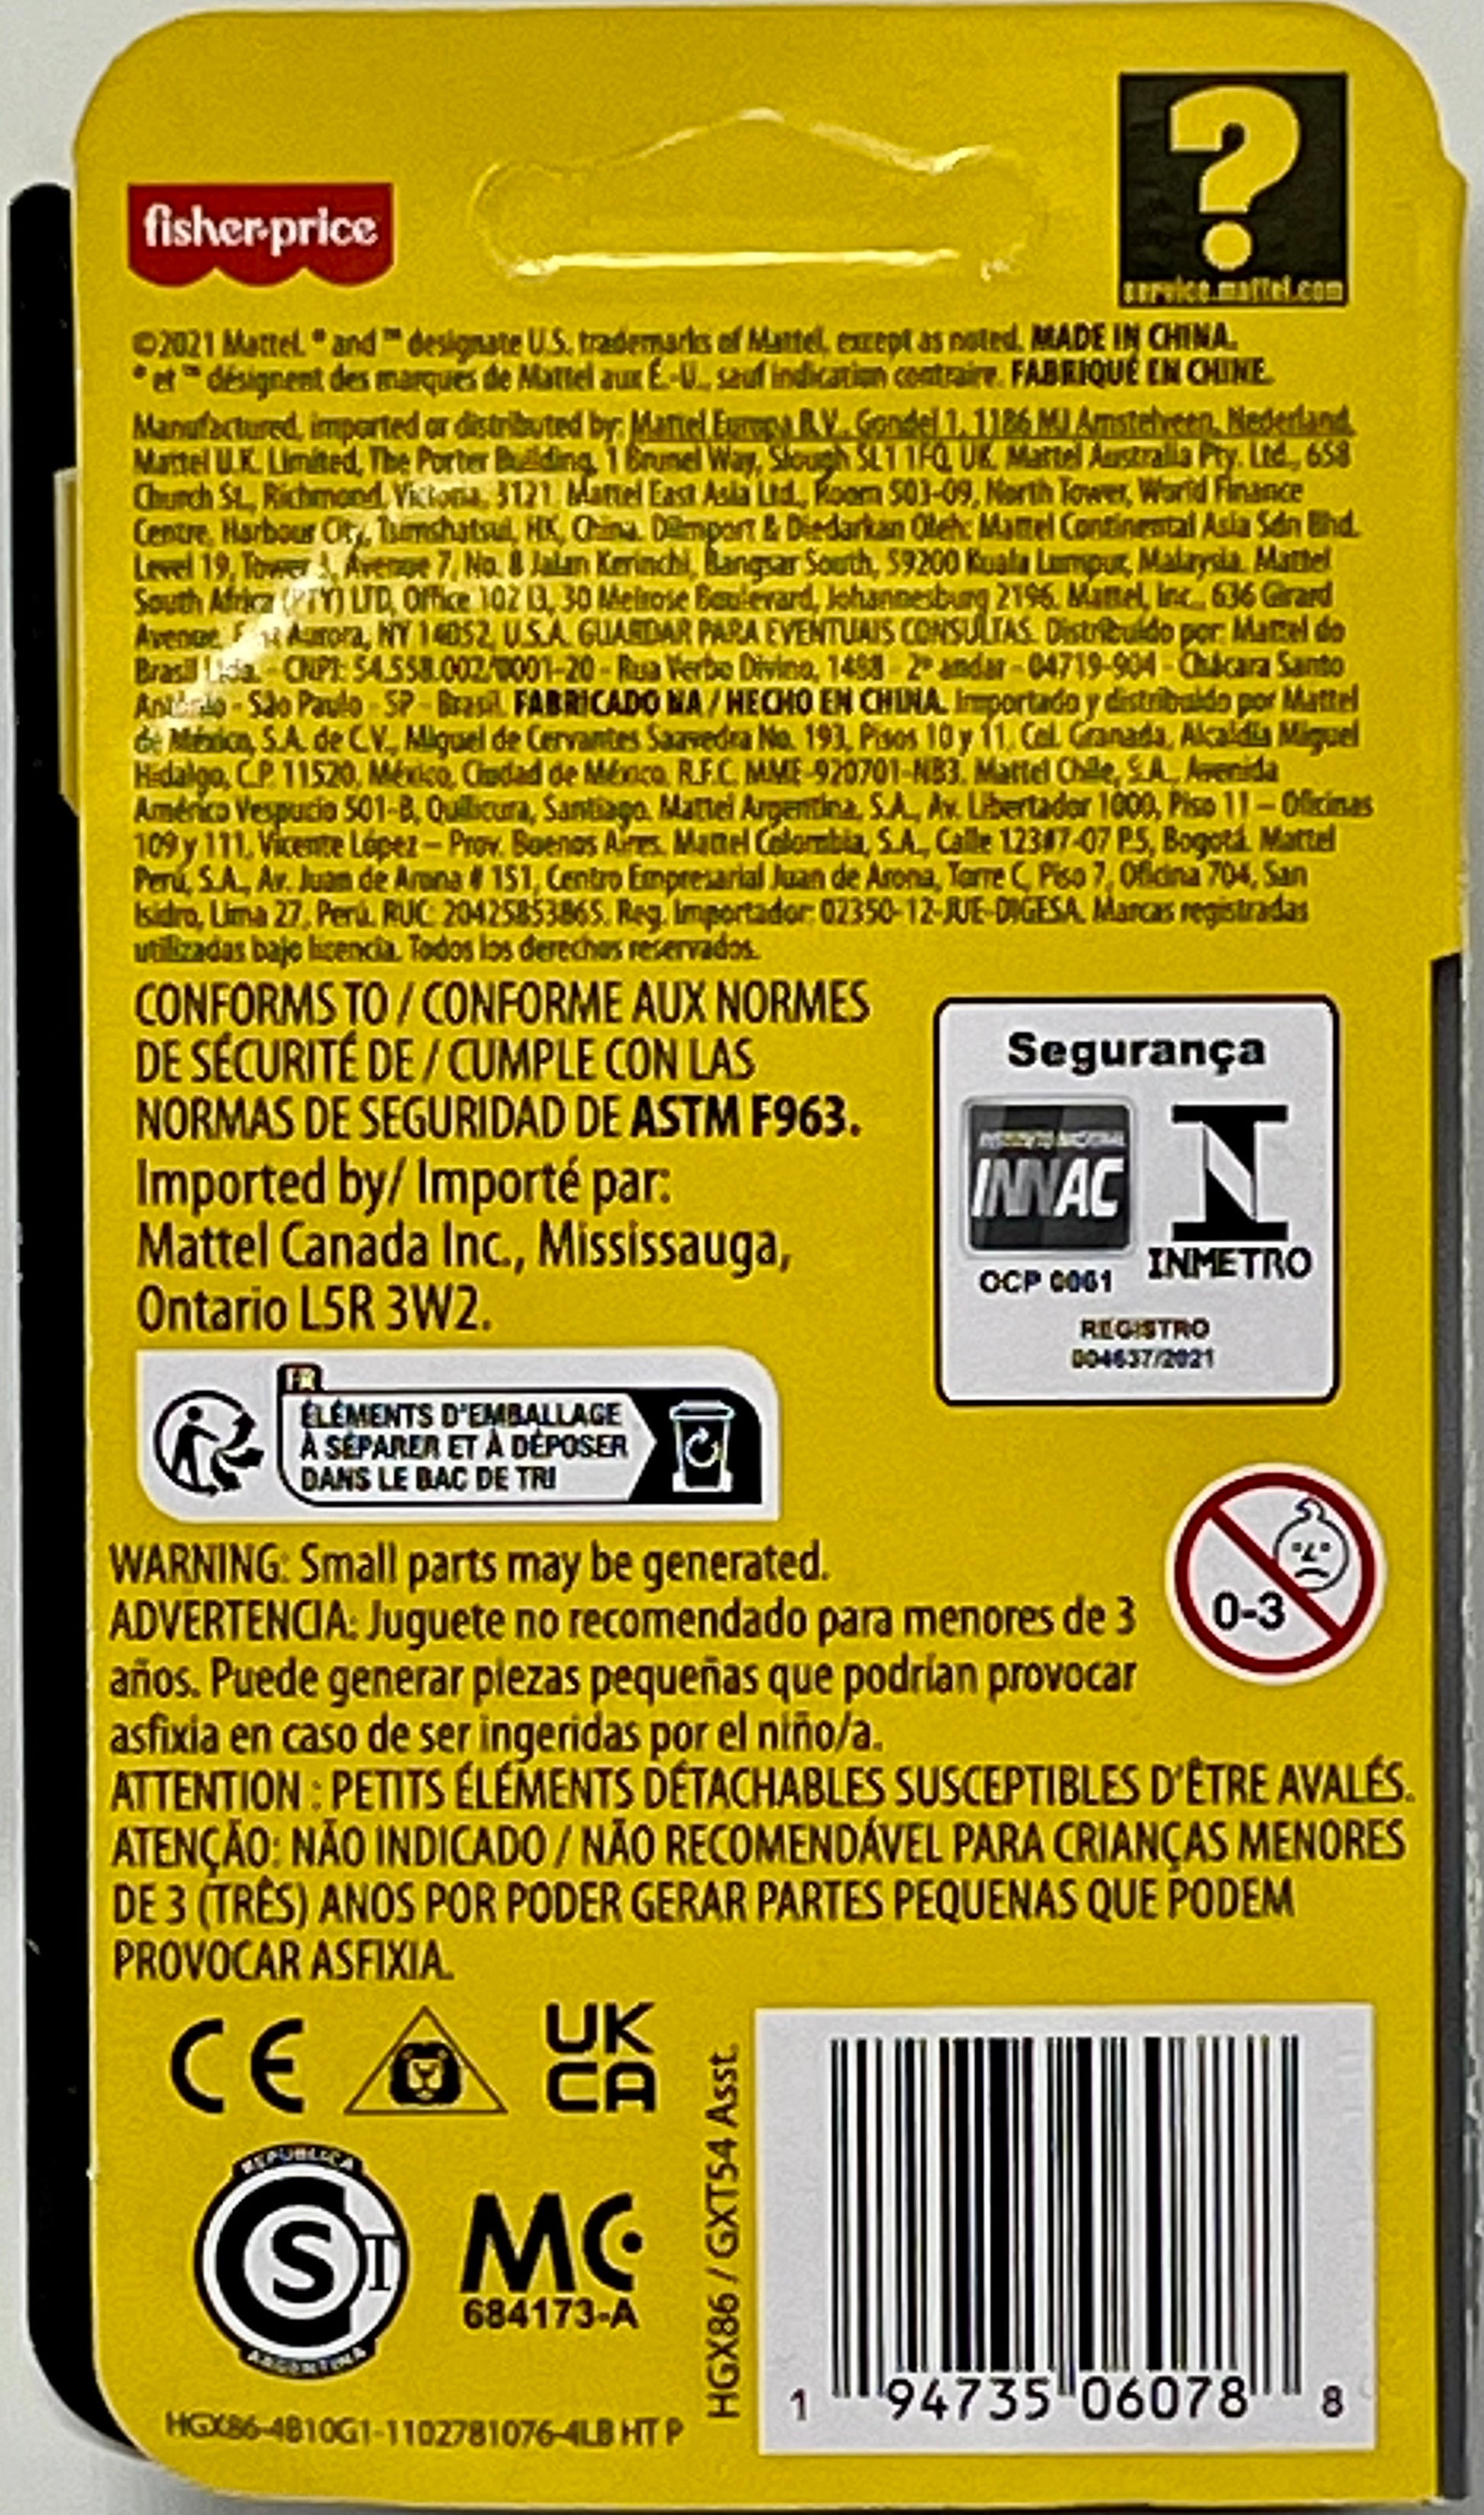 fisher-price
?
service.mattel.com
©2021 Mattel. ® and ™ designate U.S. trademarks of Mattel, except as noted. MADE IN CHINA.
® et ™ désignent des marques de Mattel aux É.-U., sauf indication contraire. FABRIQUÉ EN CHINE.
Manufactured, imported or distributed by: Mattel Europa B.V., Gondel 1, 1186 MJ Amstelveen, Nederland.
Mattel U.K. Limited, The Porter Building, 1 Brunel Way, Slough SL1 1FQ, UK. Mattel Australia Pty. Ltd., 658
Church St., Richmond, Victoria, 3121. Mattel East Asia Ltd., Room 503-09, North Tower, World Finance
Centre, Harbour City, Tsimshatsui, HK, China. Diimport & Diedarkan Oleh: Mattel Continental Asia Sdn Bhd.
Level 19, Tower 3, Avenue 7, No. 8 Jalan Kerinchi, Bangsar South, 59200 Kuala Lumpur, Malaysia. Mattel
South Africa (PTY) LTD, Office 102 I3, 30 Melrose Boulevard, Johannesburg 2196. Mattel, Inc., 636 Girard
Avenue, East Aurora, NY 14052, U.S.A. GUARDAR PARA EVENTUAIS CONSULTAS. Distribuído por: Mattel do
Brasil Ltda. - CNPJ: 54.558.002/0001-20 - Rua Verbo Divino, 1488 - 2º andar - 04719-904 - Chácara Santo
Antônio - São Paulo - SP - Brasil. FABRICADO NA / HECHO EN CHINA. Importado y distribuido por Mattel
de México, S.A. de C.V., Miguel de Cervantes Saavedra No. 193, Pisos 10 y 11, Col. Granada, Alcaldía Miguel
Hidalgo, C.P. 11520, México, Ciudad de México. R.F.C. MME-920701-NB3. Mattel Chile, S.A., Avenida
Américo Vespucio 501-B, Quilicura, Santiago. Mattel Argentina, S.A., Av. Libertador 1000, Piso 11 – Oficinas
109 y 111, Vicente López – Prov. Buenos Aires. Mattel Colombia, S.A., Calle 123#7-07 P.5, Bogotá. Mattel
Perú, S.A., Av. Juan de Arona # 151, Centro Empresarial Juan de Arona, Torre C, Piso 7, Oficina 704, San
Isidro, Lima 27, Perú. RUC: 20425853865. Reg. Importador: 02350-12-JUE-DIGESA. Marcas registradas
utilizadas bajo licencia. Todos los derechos reservados.
CONFORMS TO / CONFORME AUX NORMES
DE SÉCURITÉ DE / CUMPLE CON LAS
NORMAS DE SEGURIDAD DE ASTM F963.
Imported by/ Importé par:
Mattel Canada Inc., Mississauga,
Ontario L5R 3W2.
Segurança
INNAC
OCP 0061
INMETRO
REGISTRO
004637/2021
FR
ÉLÉMENTS D'EMBALLAGE
À SÉPARER ET À DÉPOSER
DANS LE BAC DE TRI
0-3
WARNING: Small parts may be generated.
ADVERTENCIA: Juguete no recomendado para menores de 3
años. Puede generar piezas pequeñas que podrían provocar
asfixia en caso de ser ingeridas por el niño/a.
ATTENTION : PETITS ÉLÉMENTS DÉTACHABLES SUSCEPTIBLES D'ÊTRE AVALÉS.
ATENÇÃO: NÃO INDICADO / NÃO RECOMENDÁVEL PARA CRIANÇAS MENORES
DE 3 (TRÊS) ANOS POR PODER GERAR PARTES PEQUENAS QUE PODEM
PROVOCAR ASFIXIA.
CE
UK
CA
REPUBLICA
S T
ARGENTINA
MC
684173-A
HGX86 / GXT54 Asst.
1 94735 06078 8
HGX86-4B10G1-1102781076-4LB HT P